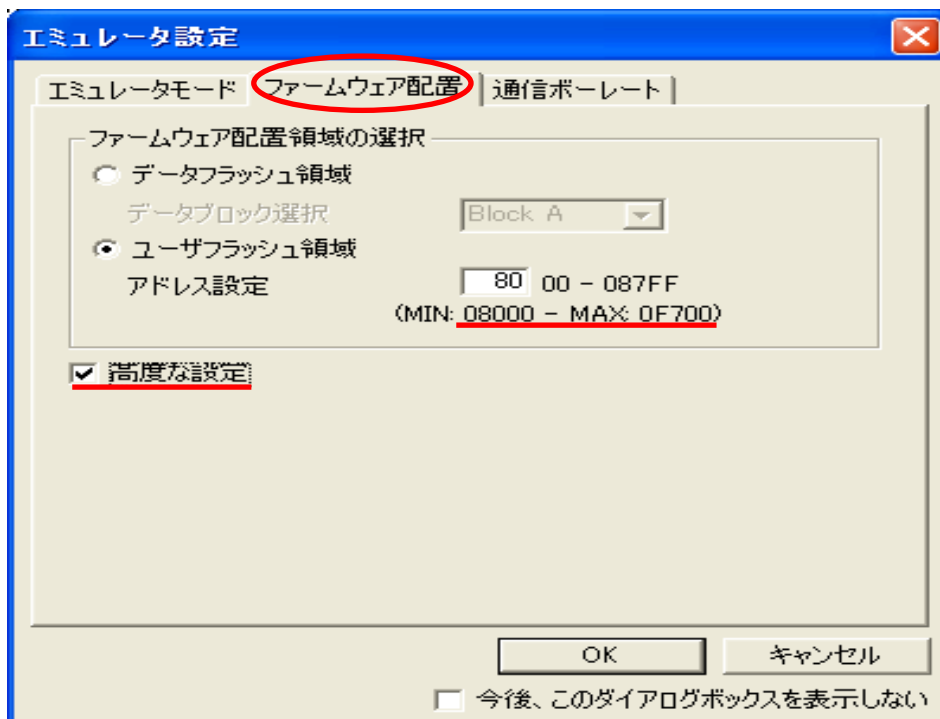 エミュレータ設定
エミュレータモード ファームウェア配置 通信ボーレート
ファームウェア配置領域の選択
データフラッシュ領域
データブロック選択 Block A
ユーザフラッシュ領域
アドレス設定 80 00 - 087FF
(MIN: 08000 - MAX: 0F700)
高度な設定
OK キャンセル
今後、このダイアログボックスを表示しない